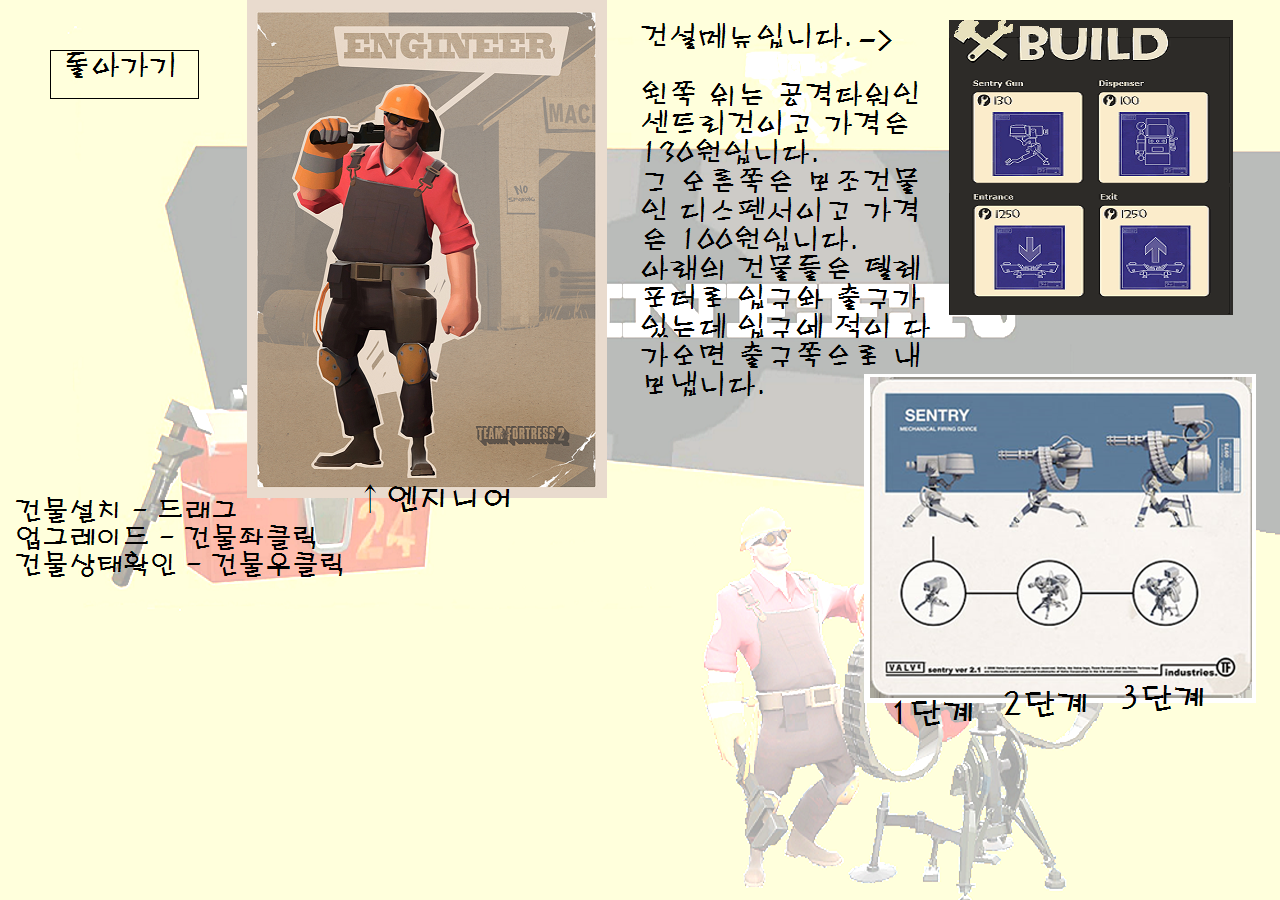 돌아가기
ENGINEER
MACH
NO
SMOKING
TEAM FORTRESS 2
↑ 엔지니어
건물설치 - 드래그
업그레이드 - 건물좌클릭
건물상태확인 - 건물우클릭
건설메뉴입니다. ->
왼쪽 위는 공격타워인
센트리건이고 가격은
130원입니다.
그 오른쪽은 보조건물
인 디스펜서이고 가격
은 100원입니다.
아래의 건물들은 텔레
포터로 입구와 출구가
있는데 입구에 적이 다
가오면 출구쪽으로 내
보냅니다.
BUILD
Sentry Gun
Dispenser
130
100
Entrance
Exit
1250
1250
SENTRY
MECHANICAL FIRING DEVICE
VALVE
sentry ver 2.1
industries.
TF
1단계
2단계
3단계
24